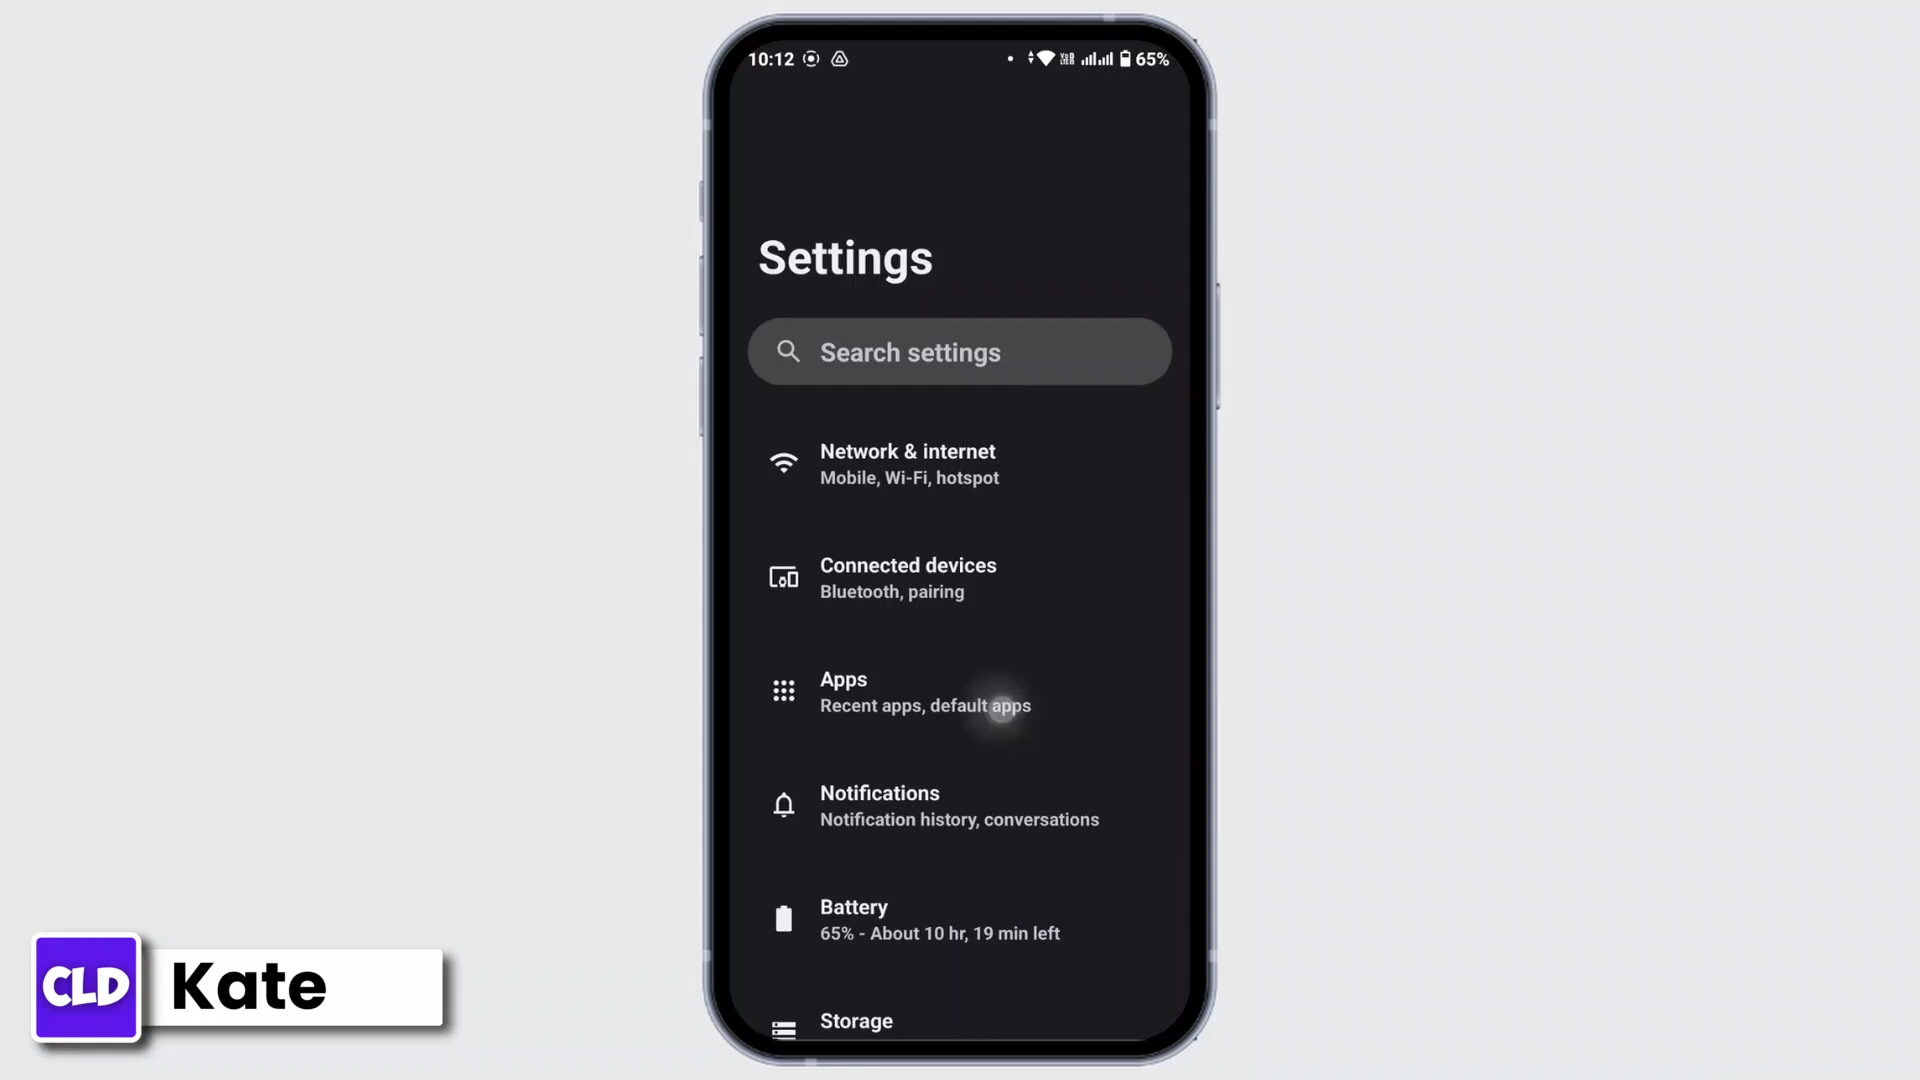 10:12
65%
Settings
Search settings
Network & internet
Mobile, Wi-Fi, hotspot
Connected devices
Bluetooth, pairing
Apps
Recent apps, default apps
Notifications
Notification history, conversations
Battery
65% - About 10 hr, 19 min left
Storage
CLD
Kate